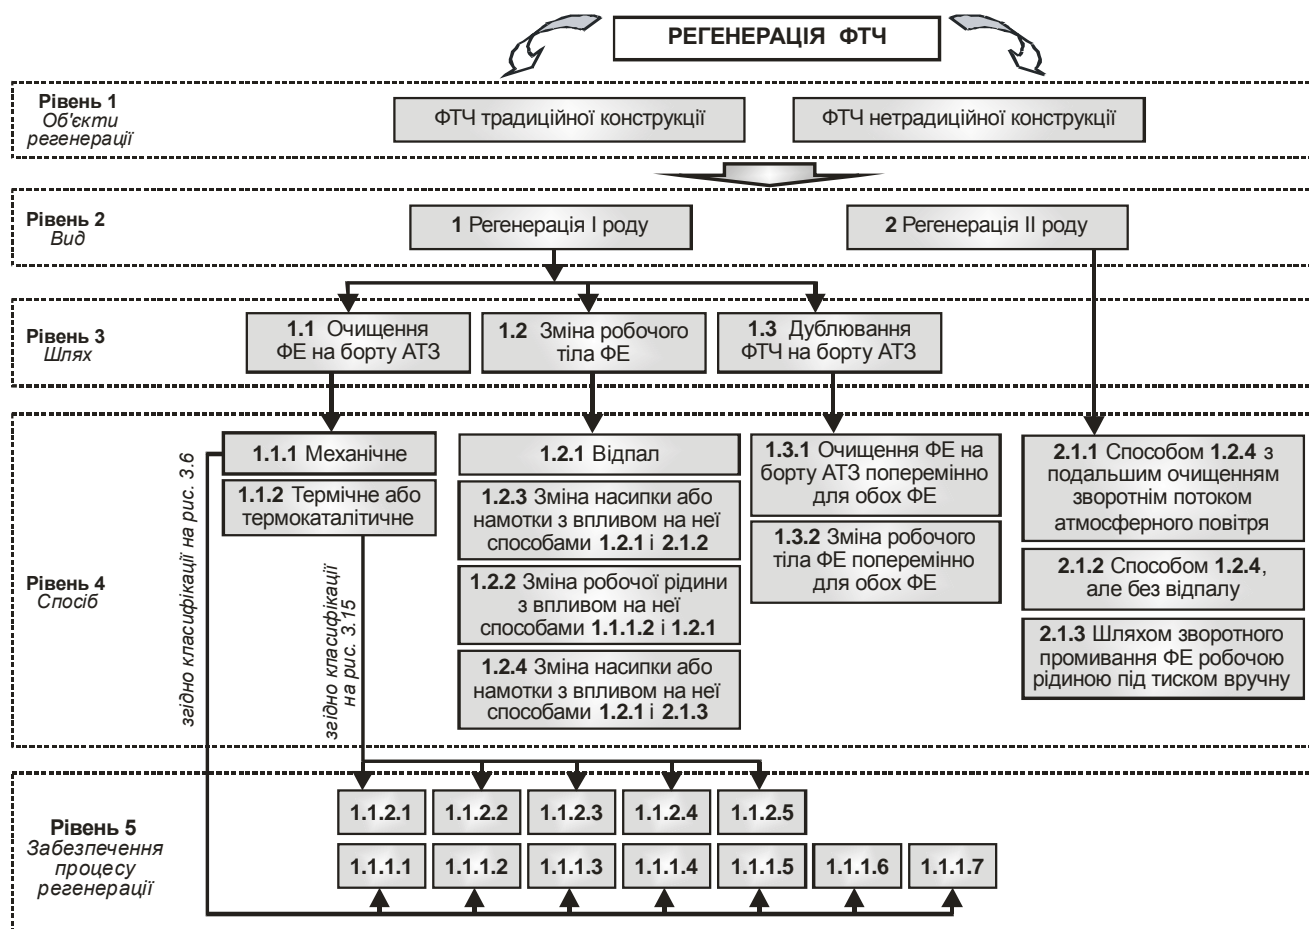 РЕГЕНЕРАЦІЯ ФТЧ
Рівень 1
Об'єкти
регенерації
ФТЧ традиційної конструкції
ФТЧ нетрадиційної конструкції
Рівень 2
Вид
1 Регенерація I роду
2 Регенерація II роду
Рівень 3
Шлях
1.1 Очищення
ФЕ на борту АТЗ
1.2 Зміна робочого
тіла ФЕ
1.3 Дублювання
ФТЧ на борту АТЗ
Рівень 4
Спосіб
згідно класифікації на рис. 3.6
1.1.1 Механічне
1.1.2 Термічне або
термокаталітичне
згідно класификації
на рис. 3.15
1.2.1 Відпал
1.2.3 Зміна насипки або
намотки з впливом на неї
способами 1.2.1 і 2.1.2
1.2.2 Зміна робочої рідини
з впливом на неї
способами 1.1.1.2 і 1.2.1
1.2.4 Зміна насипки або
намотки з впливом на неї
способами 1.2.1 і 2.1.3
1.3.1 Очищення ФЕ на
борту АТЗ поперемінно
для обох ФЕ
1.3.2 Зміна робочого
тіла ФЕ поперемінно
для обох ФЕ
2.1.1 Способом 1.2.4 з
подальшим очищенням
зворотнім потоком
атмосферного повітря
2.1.2 Способом 1.2.4,
але без відпалу
2.1.3 Шляхом зворотного
промивання ФЕ робочою
рідиною під тиском вручну
Рівень 5
Забезпечення
процесу
регенерації
1.1.2.1 1.1.2.2 1.1.2.3 1.1.2.4 1.1.2.5
1.1.1.1 1.1.1.2 1.1.1.3 1.1.1.4 1.1.1.5 1.1.1.6 1.1.1.7